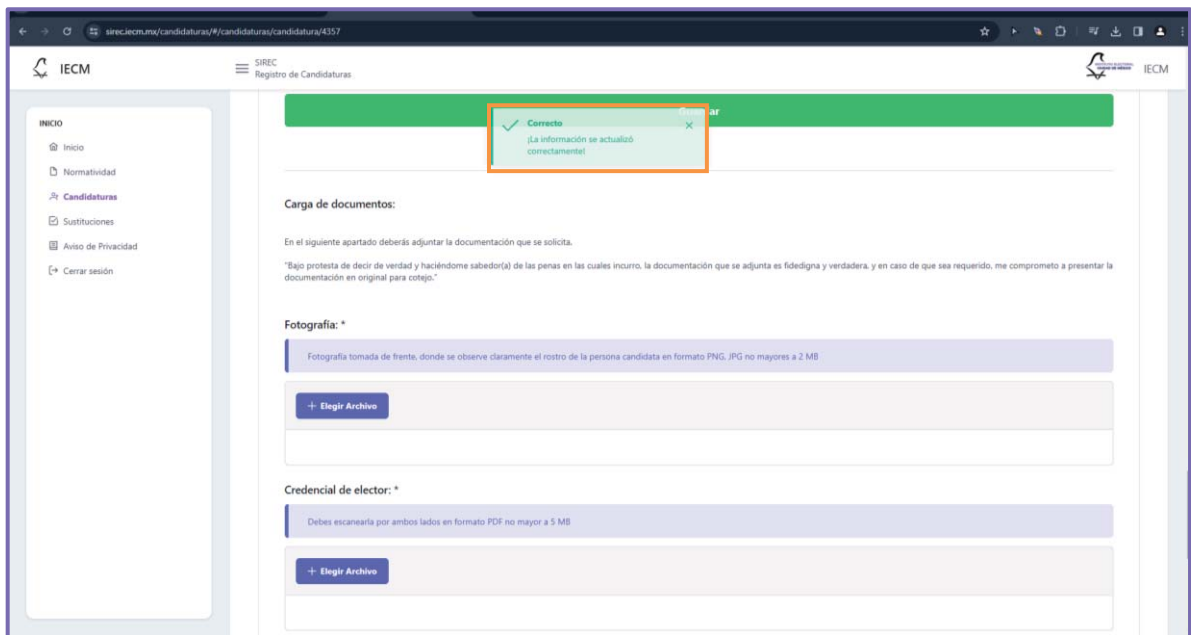 sirec.iecm.mx/candidaturas/#/candidaturas/candidatura/4357
IECM
SIREC
Registro de Candidaturas
IECM
INICIO
Inicio
Normatividad
Candidaturas
Sustituciones
Aviso de Privacidad
Cerrar sesión
Correcto
¡La información se actualizó
correctamente!
Carga de documentos:
En el siguiente apartado deberás adjuntar la documentación que se solicita.
"Bajo protesta de decir de verdad y haciéndome sabedor(a) de las penas en las cuales incurro, la documentación que se adjunta es fidedigna y verdadera, y en caso de que sea requerido, me comprometo a presentar la
documentación en original para cotejo."
Fotografía: *
Fotografía tomada de frente, donde se observe claramente el rostro de la persona candidata en formato PNG, JPG no mayores a 2 MB
+ Elegir Archivo
Credencial de elector: *
Debes escanearla por ambos lados en formato PDF no mayor a 5 MB
+ Elegir Archivo